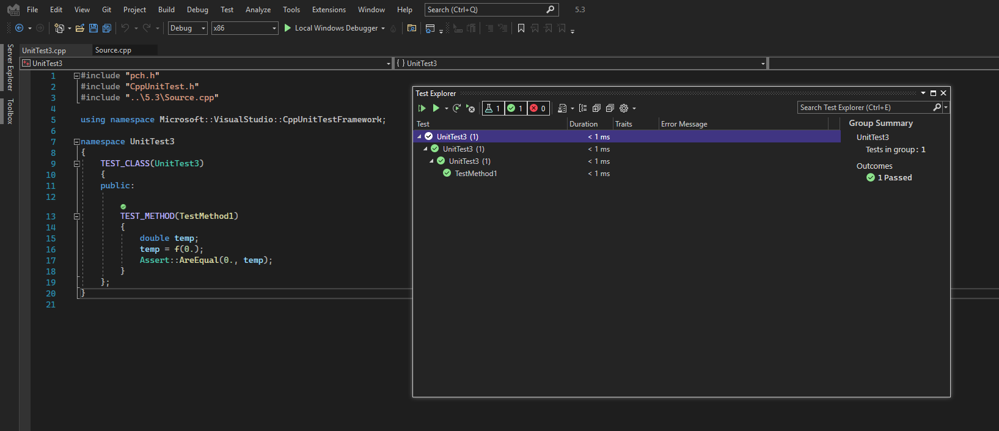 File Edit View Git Project Build Debug Test Analyze Tools Extensions Window Help Search (Ctrl+Q) 5.3
PRE
Debug x86 Local Windows Debugger
Server Explorer
Toolbox
UnitTest3.cpp Source.cpp
UnitTest3 { } UnitTest3
1 #include "pch.h"
2 #include "CppUnitTest.h"
3 #include "..\5.3\Source.cpp"
4
5 using namespace Microsoft::VisualStudio::CppUnitTestFramework;
6
7 namespace UnitTest3
8 {
9 TEST_CLASS(UnitTest3)
10 {
11 public:
12
13 TEST_METHOD(TestMethod1)
14 {
15 double temp;
16 temp = f(0.);
17 Assert::AreEqual(0., temp);
18 }
19 };
20 }
21
Test Explorer
1 1 0 Search Test Explorer (Ctrl+E)
Test Duration Traits Error Message
UnitTest3 (1) < 1 ms
UnitTest3 (1) < 1 ms
UnitTest3 (1) < 1 ms
TestMethod1 < 1 ms
Group Summary
UnitTest3
Tests in group: 1
Outcomes
1 Passed